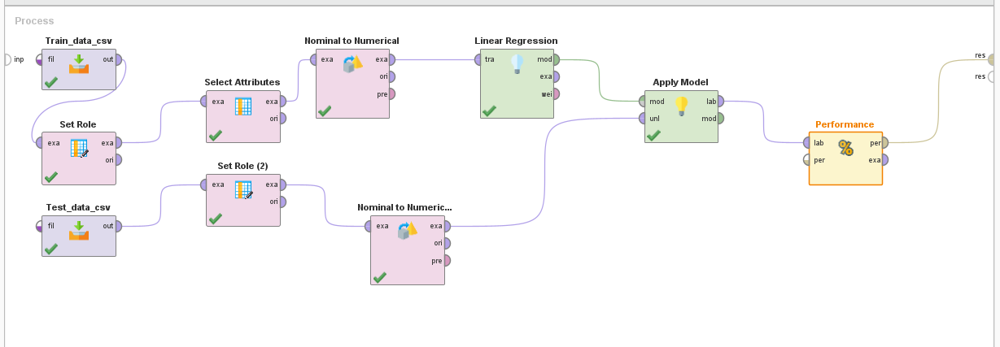 Process
inp
Train_data_csv
fil
out
Set Role
exa
exa
ori
Select Attributes
exa
exa
ori
Nominal to Numerical
exa
exa
ori
pre
Linear Regression
tra
mod
exa
wei
Apply Model
mod
lab
unl
mod
Performance
lab
per
per
exa
%
res
res
Test_data_csv
fil
out
Set Role (2)
exa
exa
ori
Nominal to Numeric...
exa
exa
ori
pre